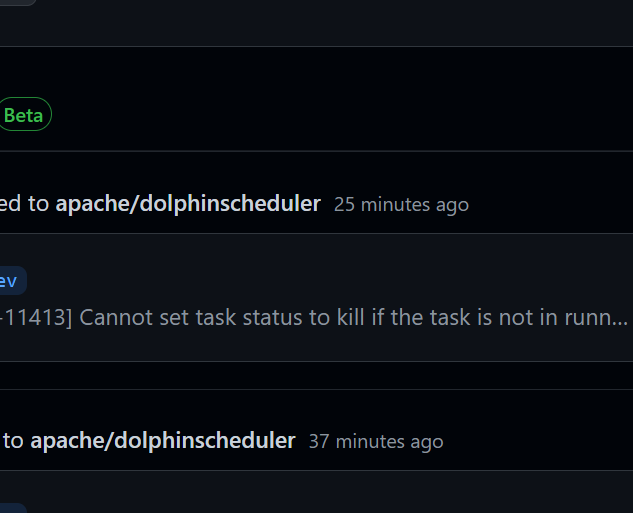 Beta
ed to apache/dolphinscheduler 25 minutes ago
ev
-11413] Cannot set task status to kill if the task is not in runn...
to apache/dolphinscheduler 37 minutes ago